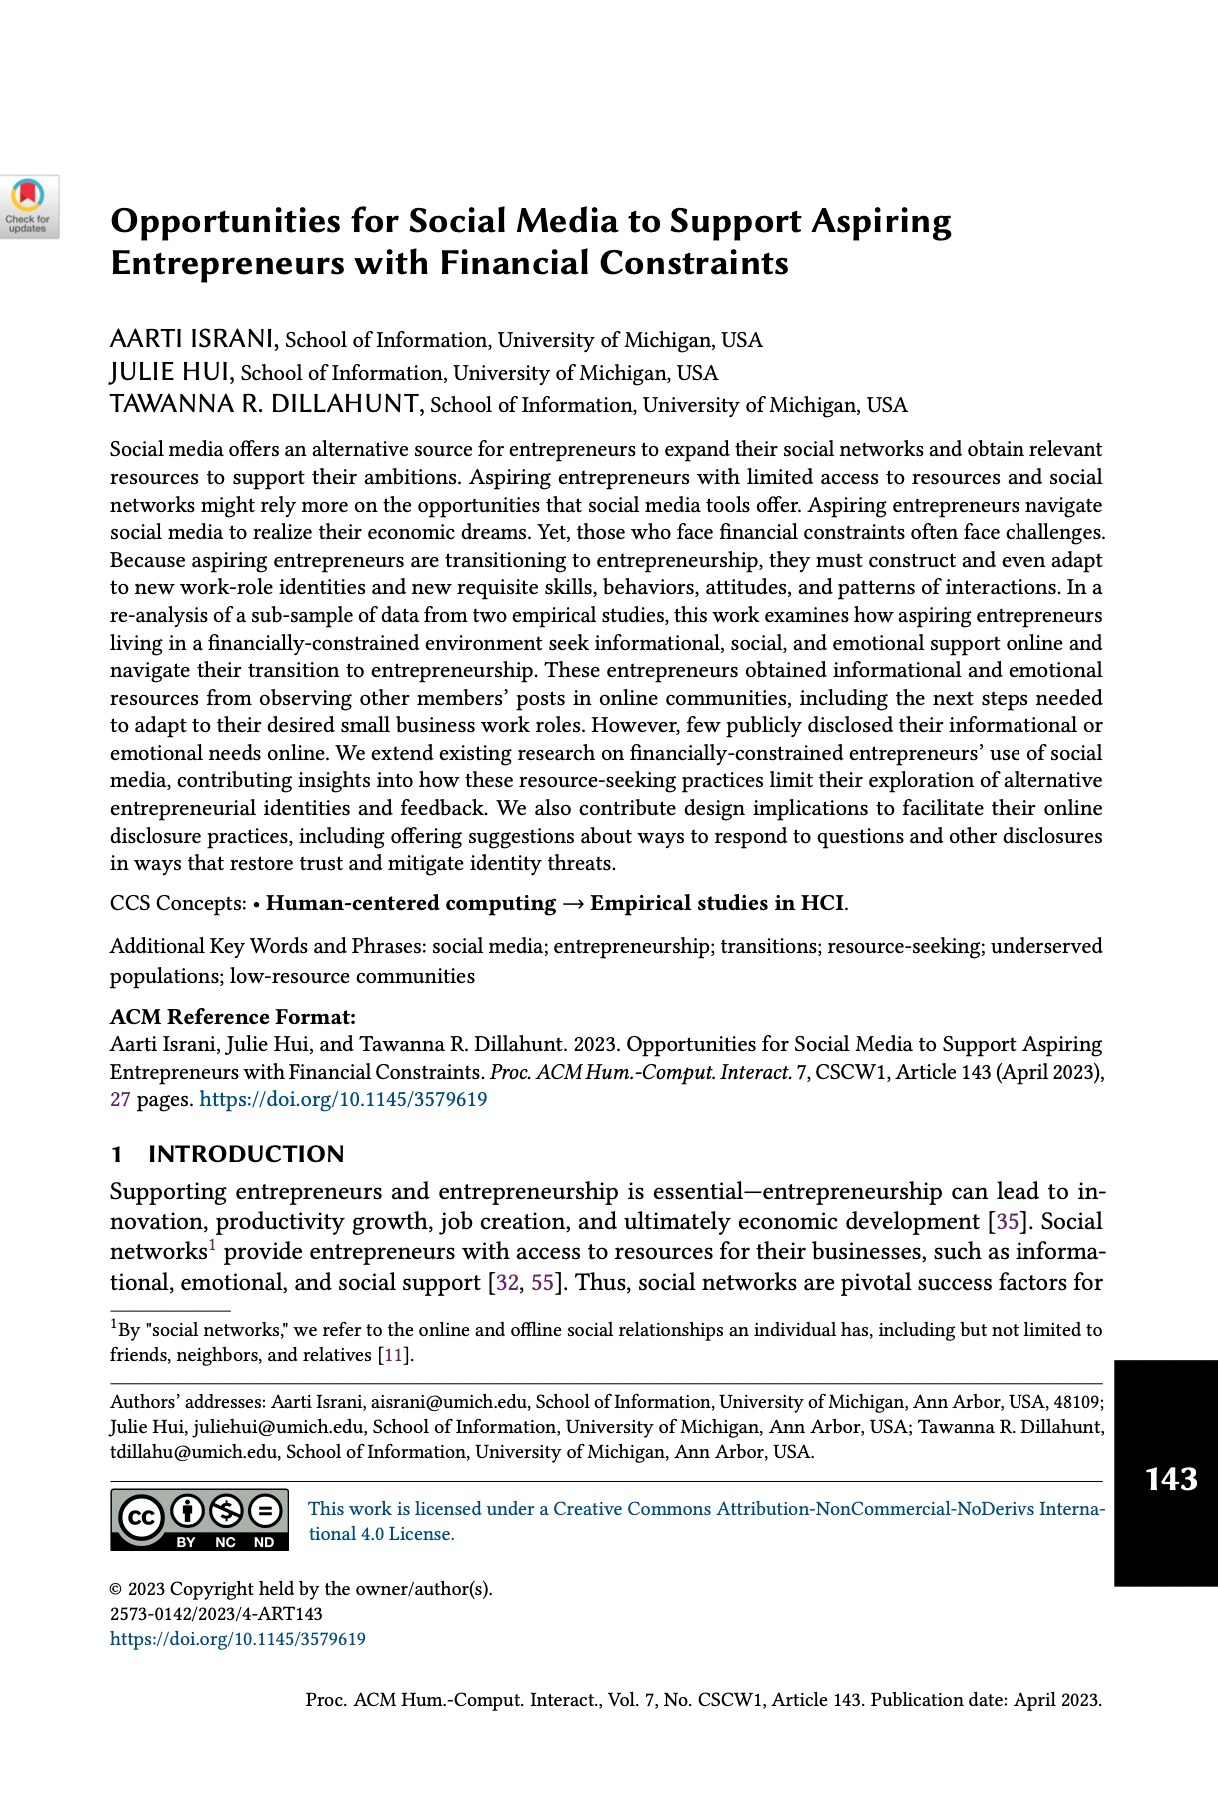 Check for
updates
Opportunities for Social Media to Support Aspiring
Entrepreneurs with Financial Constraints
AARTI ISRANI, School of Information, University of Michigan, USA
JULIE HUI, School of Information, University of Michigan, USA
TAWANNA R. DILLAHUNT, School of Information, University of Michigan, USA
Social media offers an alternative source for entrepreneurs to expand their social networks and obtain relevant
resources to support their ambitions. Aspiring entrepreneurs with limited access to resources and social
networks might rely more on the opportunities that social media tools offer. Aspiring entrepreneurs navigate
social media to realize their economic dreams. Yet, those who face financial constraints often face challenges.
Because aspiring entrepreneurs are transitioning to entrepreneurship, they must construct and even adapt
to new work-role identities and new requisite skills, behaviors, attitudes, and patterns of interactions. In a
re-analysis of a sub-sample of data from two empirical studies, this work examines how aspiring entrepreneurs
living in a financially-constrained environment seek informational, social, and emotional support online and
navigate their transition to entrepreneurship. These entrepreneurs obtained informational and emotional
resources from observing other members' posts in online communities, including the next steps needed
to adapt to their desired small business work roles. However, few publicly disclosed their informational or
emotional needs online. We extend existing research on financially-constrained entrepreneurs' use of social
media, contributing insights into how these resource-seeking practices limit their exploration of alternative
entrepreneurial identities and feedback. We also contribute design implications to facilitate their online
disclosure practices, including offering suggestions about ways to respond to questions and other disclosures
in ways that restore trust and mitigate identity threats.
CCS Concepts: • Human-centered computing → Empirical studies in HCI.
Additional Key Words and Phrases: social media; entrepreneurship; transitions; resource-seeking; underserved
populations; low-resource communities
ACM Reference Format:
Aarti Israni, Julie Hui, and Tawanna R. Dillahunt. 2023. Opportunities for Social Media to Support Aspiring
Entrepreneurs with Financial Constraints. Proc. ACM Hum.-Comput. Interact. 7, CSCW1, Article 143 (April 2023),
27 pages. https://doi.org/10.1145/3579619
1 INTRODUCTION
Supporting entrepreneurs and entrepreneurship is essential—entrepreneurship can lead to in-
novation, productivity growth, job creation, and ultimately economic development [35]. Social
networks¹ provide entrepreneurs with access to resources for their businesses, such as informa-
tional, emotional, and social support [32, 55]. Thus, social networks are pivotal success factors for
¹By "social networks," we refer to the online and offline social relationships an individual has, including but not limited to
friends, neighbors, and relatives [11].
Authors' addresses: Aarti Israni, aisrani@umich.edu, School of Information, University of Michigan, Ann Arbor, USA, 48109;
Julie Hui, juliehui@umich.edu, School of Information, University of Michigan, Ann Arbor, USA; Tawanna R. Dillahunt,
tdillahu@umich.edu, School of Information, University of Michigan, Ann Arbor, USA.
143
cc
BY NC ND
This work is licensed under a Creative Commons Attribution-NonCommercial-NoDerivs Interna-
tional 4.0 License.
© 2023 Copyright held by the owner/author(s).
2573-0142/2023/4-ART143
https://doi.org/10.1145/3579619
Proc. ACM Hum.-Comput. Interact., Vol. 7, No. CSCW1, Article 143. Publication date: April 2023.